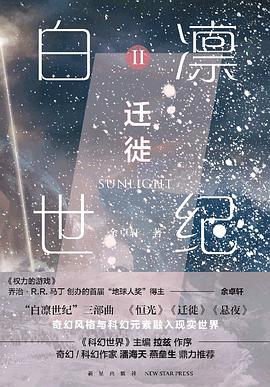 白凛
II
迁徙
SUNLIGHT
余卓轩 著
世纪
《权力的游戏》
乔治·R.R.马丁 创办的首届“地球人奖”得主——余卓轩
“白凛世纪”三部曲 《恒光》《迁徙》《悬夜》
奇幻风格与科幻元素融入现实世界
《科幻世界》主编 拉兹 作序
奇幻/科幻作家 潘海天 燕垒生 鼎力推荐
新星出版社 NEW STAR PRESS